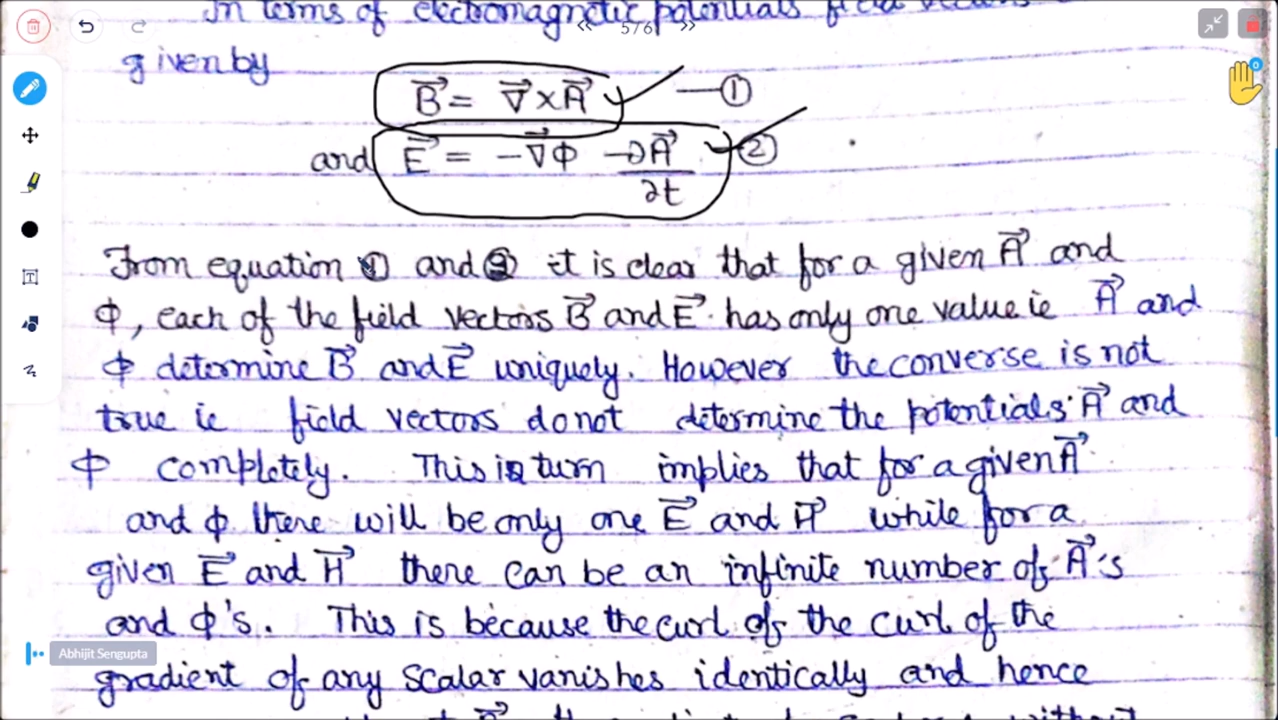 In terms of electromagnetic potentials field
5/6
given by
B⃗ = ∇⃗ × A⃗ —①
and E⃗ = -∇⃗Φ - ∂A⃗/∂t ②
From equation ① and ② it is clear that for a given A⃗ and
Φ, each of the field vectors B⃗ and E⃗ has only one value ie A⃗ and
Φ determine B⃗ and E⃗ uniquely. However the converse is not
true ie field vectors do not determine the potentials A⃗ and
Φ completely. This in turn implies that for a given A⃗
and Φ there will be only one E⃗ and H⃗ while for a
given E⃗ and H⃗ there can be an infinite number of A⃗'s
and Φ's. This is because the curl of the curl of the
Abhijit Sengupta
gradient of any scalar vanishes identically and hence
without